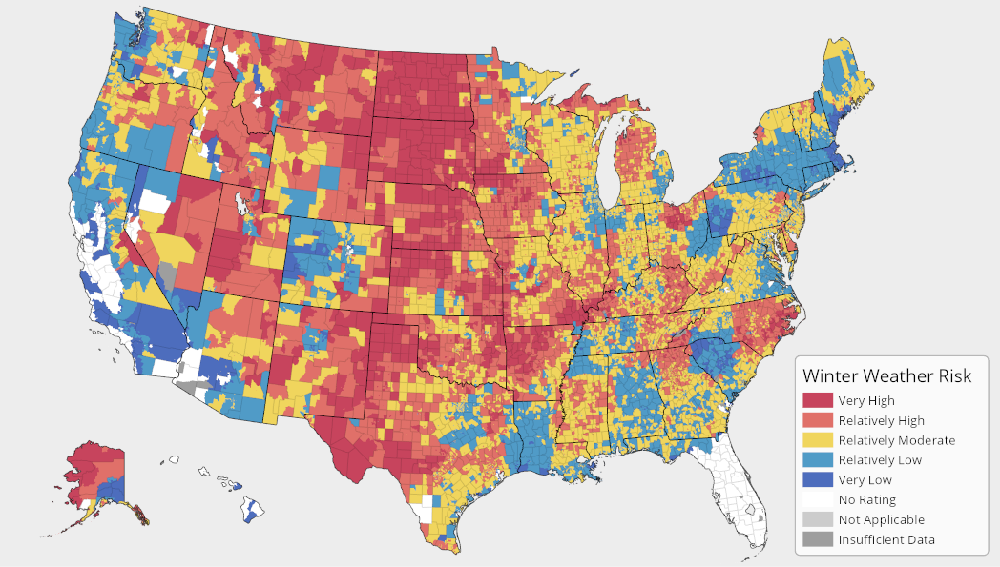 Winter Weather Risk
Very High
Relatively High
Relatively Moderate
Relatively Low
Very Low
No Rating
Not Applicable
Insufficient Data